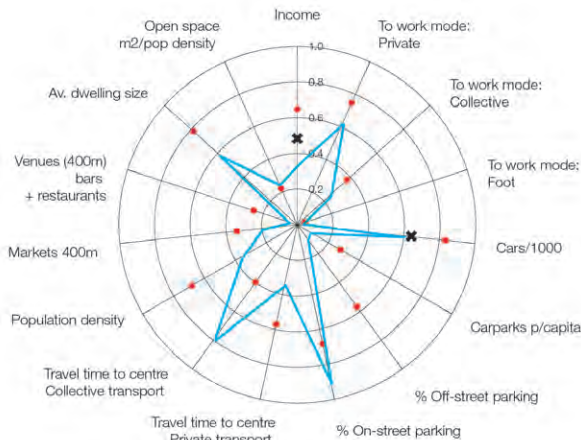 Income
To work mode:
Private
To work mode:
Collective
To work mode:
Foot
Cars/1000
Carparks p/capita
% Off-street parking
% On-street parking
Travel time to centre
Private transport
Travel time to centre
Collective transport
Population density
Markets 400m
Venues (400m)
bars
+ restaurants
Av. dwelling size
Open space
m2/pop density
1.0
0.8
0.6
0.4
0.2